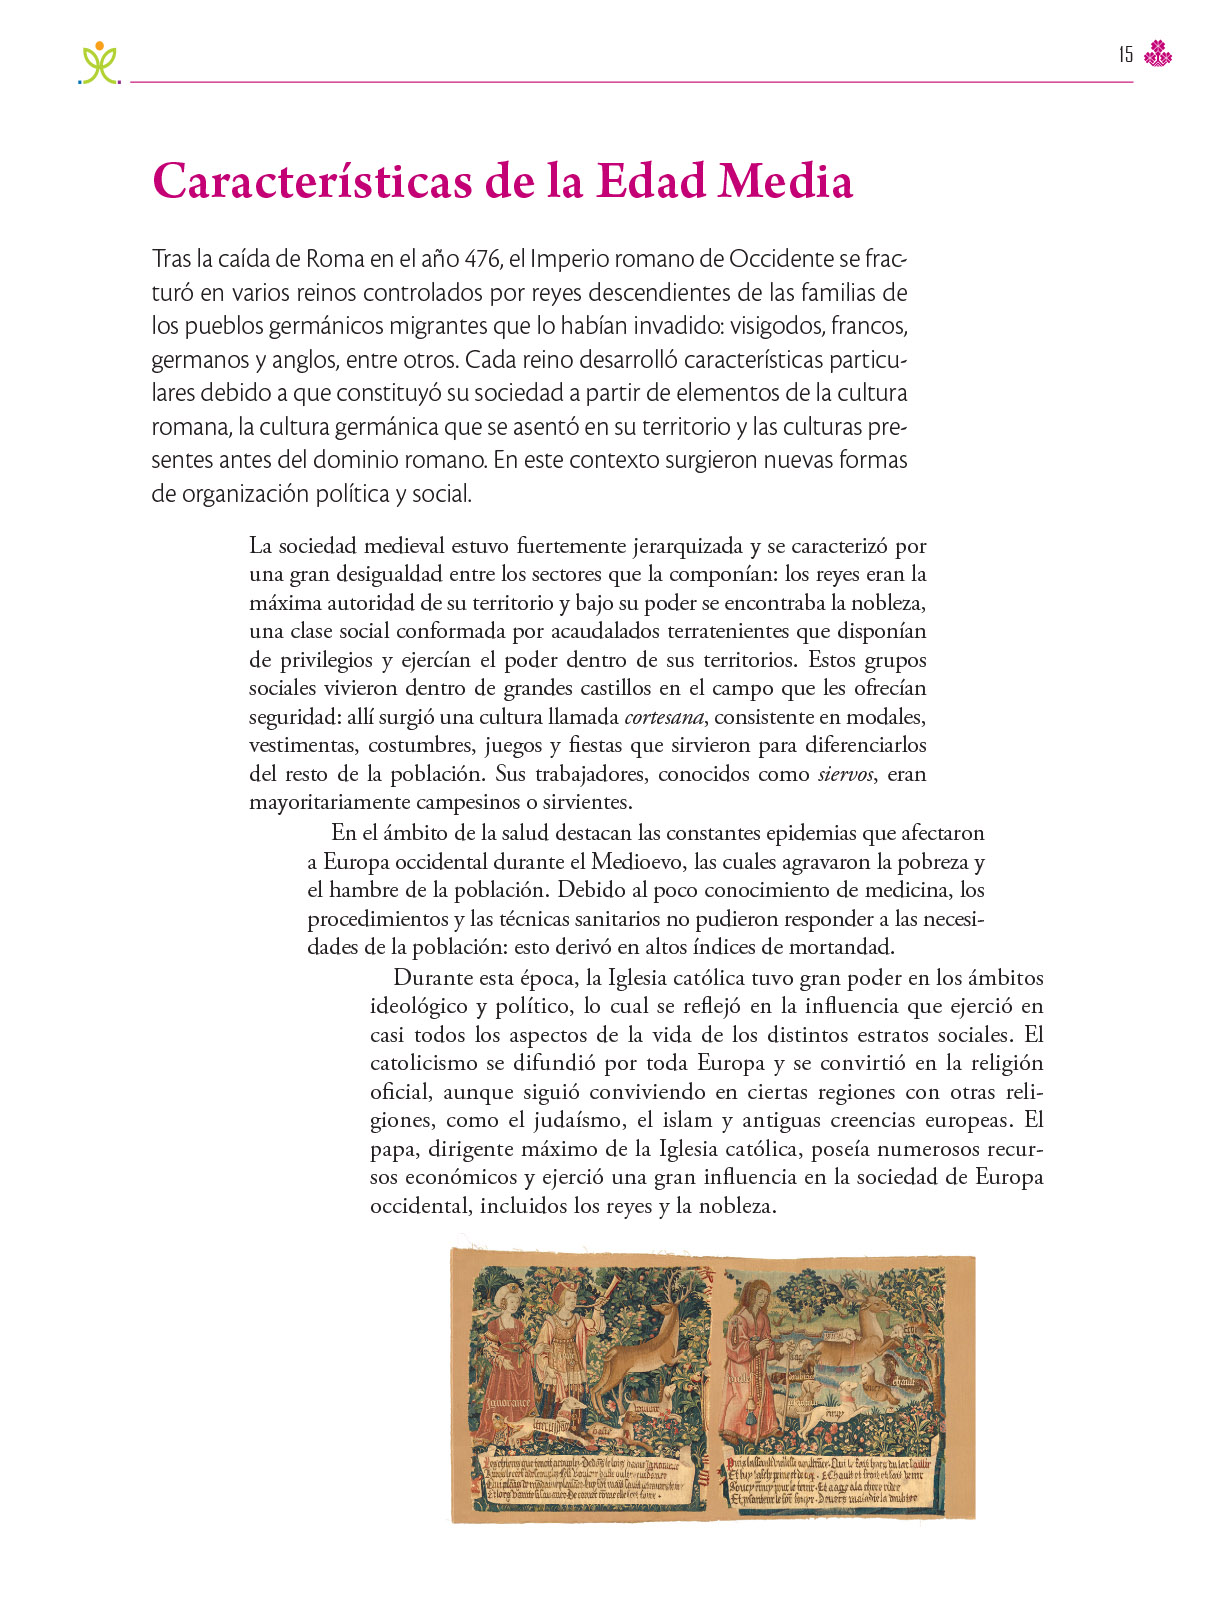 15
Características de la Edad Media
Tras la caída de Roma en el año 476, el Imperio romano de Occidente se frac-
turó en varios reinos controlados por reyes descendientes de las familias de
los pueblos germánicos migrantes que lo habían invadido: visigodos, francos,
germanos y anglos, entre otros. Cada reino desarrolló características particu-
lares debido a que constituyó su sociedad a partir de elementos de la cultura
romana, la cultura germánica que se asentó en su territorio y las culturas pre-
sentes antes del dominio romano. En este contexto surgieron nuevas formas
de organización política y social.
La sociedad medieval estuvo fuertemente jerarquizada y se caracterizó por
una gran desigualdad entre los sectores que la componían: los reyes eran la
máxima autoridad de su territorio y bajo su poder se encontraba la nobleza,
una clase social conformada por acaudalados terratenientes que disponían
de privilegios y ejercían el poder dentro de sus territorios. Estos grupos
sociales vivieron dentro de grandes castillos en el campo que les ofrecían
seguridad: allí surgió una cultura llamada cortesana, consistente en modales,
vestimentas, costumbres, juegos y fiestas que sirvieron para diferenciarlos
del resto de la población. Sus trabajadores, conocidos como siervos, eran
mayoritariamente campesinos o sirvientes.
En el ámbito de la salud destacan las constantes epidemias que afectaron
a Europa occidental durante el Medioevo, las cuales agravaron la pobreza y
el hambre de la población. Debido al poco conocimiento de medicina, los
procedimientos y las técnicas sanitarios no pudieron responder a las necesi-
dades de la población: esto derivó en altos índices de mortandad.
Durante esta época, la Iglesia católica tuvo gran poder en los ámbitos
ideológico y político, lo cual se reflejó en la influencia que ejerció en
casi todos los aspectos de la vida de los distintos estratos sociales. El
catolicismo se difundió por toda Europa y se convirtió en la religión
oficial, aunque siguió conviviendo en ciertas regiones con otras reli-
giones, como el judaísmo, el islam y antiguas creencias europeas. El
papa, dirigente máximo de la Iglesia católica, poseía numerosos recur-
sos económicos y ejerció una gran influencia en la sociedad de Europa
occidental, incluidos los reyes y la nobleza.
Ignorance